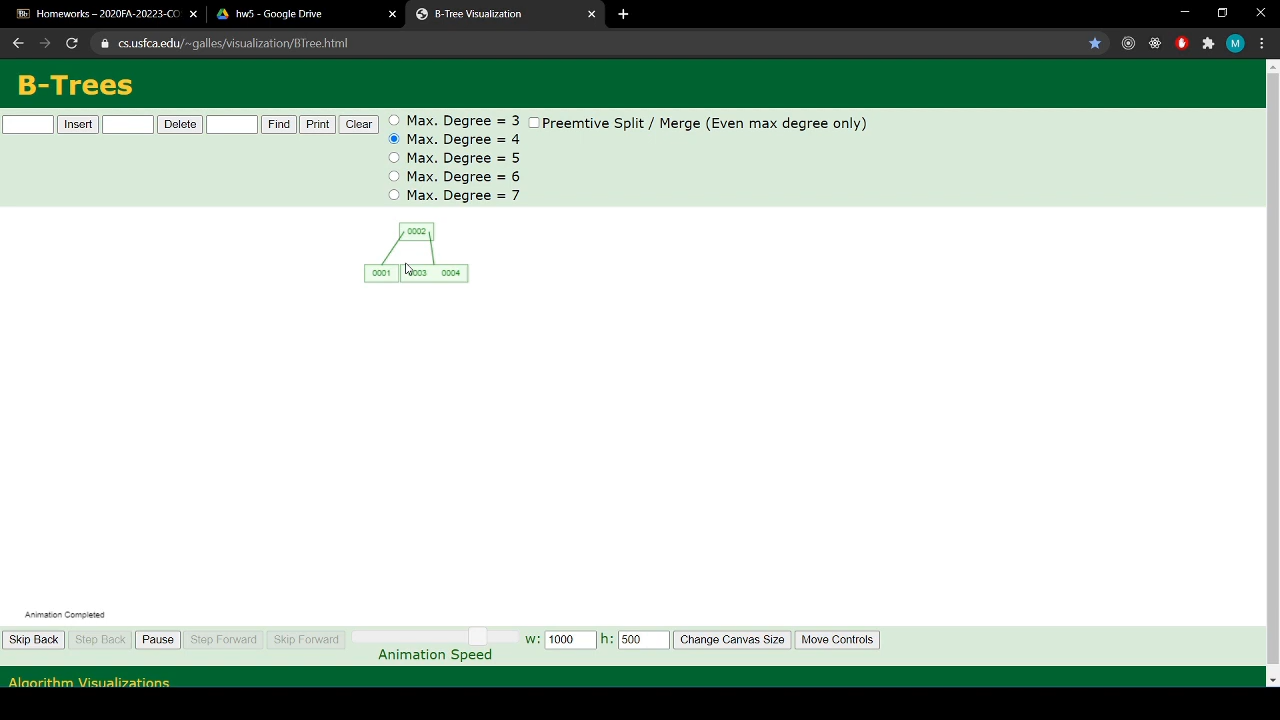 Homeworks – 2020FA-20223-CO
hw5 - Google Drive
B-Tree Visualization
cs.usfca.edu/~galles/visualization/BTree.html
M
B-Trees
Insert Delete Find Print Clear
Max. Degree = 3
Max. Degree = 4
Max. Degree = 5
Max. Degree = 6
Max. Degree = 7
Preemtive Split / Merge (Even max degree only)
0002
0001 0003 0004
Animation Completed
Skip Back Step Back Pause Step Forward Skip Forward w: 1000 h: 500 Change Canvas Size Move Controls
Animation Speed
Algorithm Visualizations